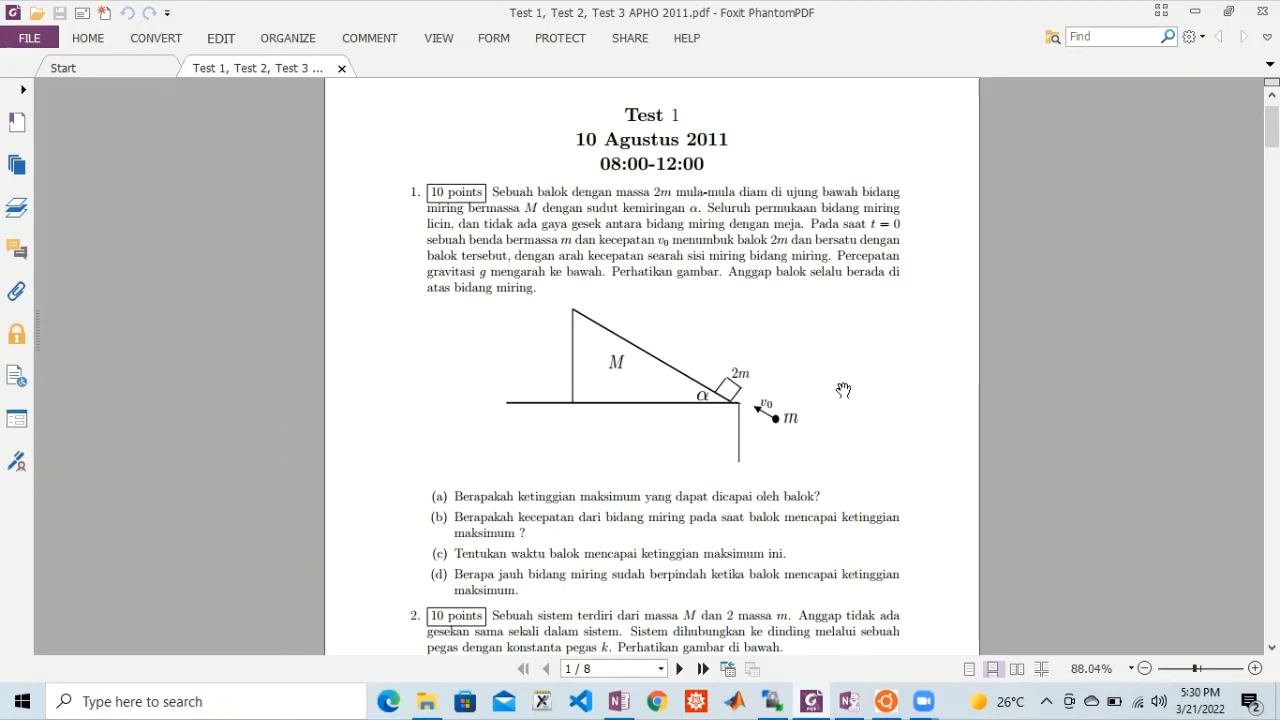 Test 1, Test 2, Test 3 APHO 2011.pdf - Foxit PhantomPDF
FILE HOME CONVERT EDIT ORGANIZE COMMENT VIEW FORM PROTECT SHARE HELP Find
Start Test 1, Test 2, Test 3 ...
Test 1
10 Agustus 2011
08:00-12:00
1. 10 points Sebuah balok dengan massa 2m mula-mula diam di ujung bawah bidang
miring bermassa M dengan sudut kemiringan α. Seluruh permukaan bidang miring
licin, dan tidak ada gaya gesek antara bidang miring dengan meja. Pada saat t = 0
sebuah benda bermassa m dan kecepatan v₀ menumbuk balok 2m dan bersatu dengan
balok tersebut, dengan arah kecepatan searah sisi miring bidang miring. Percepatan
gravitasi g mengarah ke bawah. Perhatikan gambar. Anggap balok selalu berada di
atas bidang miring.
M
2m
α
v₀
m
(a) Berapakah ketinggian maksimum yang dapat dicapai oleh balok?
(b) Berapakah kecepatan dari bidang miring pada saat balok mencapai ketinggian
maksimum ?
(c) Tentukan waktu balok mencapai ketinggian maksimum ini.
(d) Berapa jauh bidang miring sudah berpindah ketika balok mencapai ketinggian
maksimum.
2. 10 points Sebuah sistem terdiri dari massa M dan 2 massa m. Anggap tidak ada
gesekan sama sekali dalam sistem. Sistem dihubungkan ke dinding melalui sebuah
pegas dengan konstanta pegas k. Perhatikan gambar di bawah.
1 / 8
88.04%
Type here to search
26°C
5:30 PM
3/21/2022
2